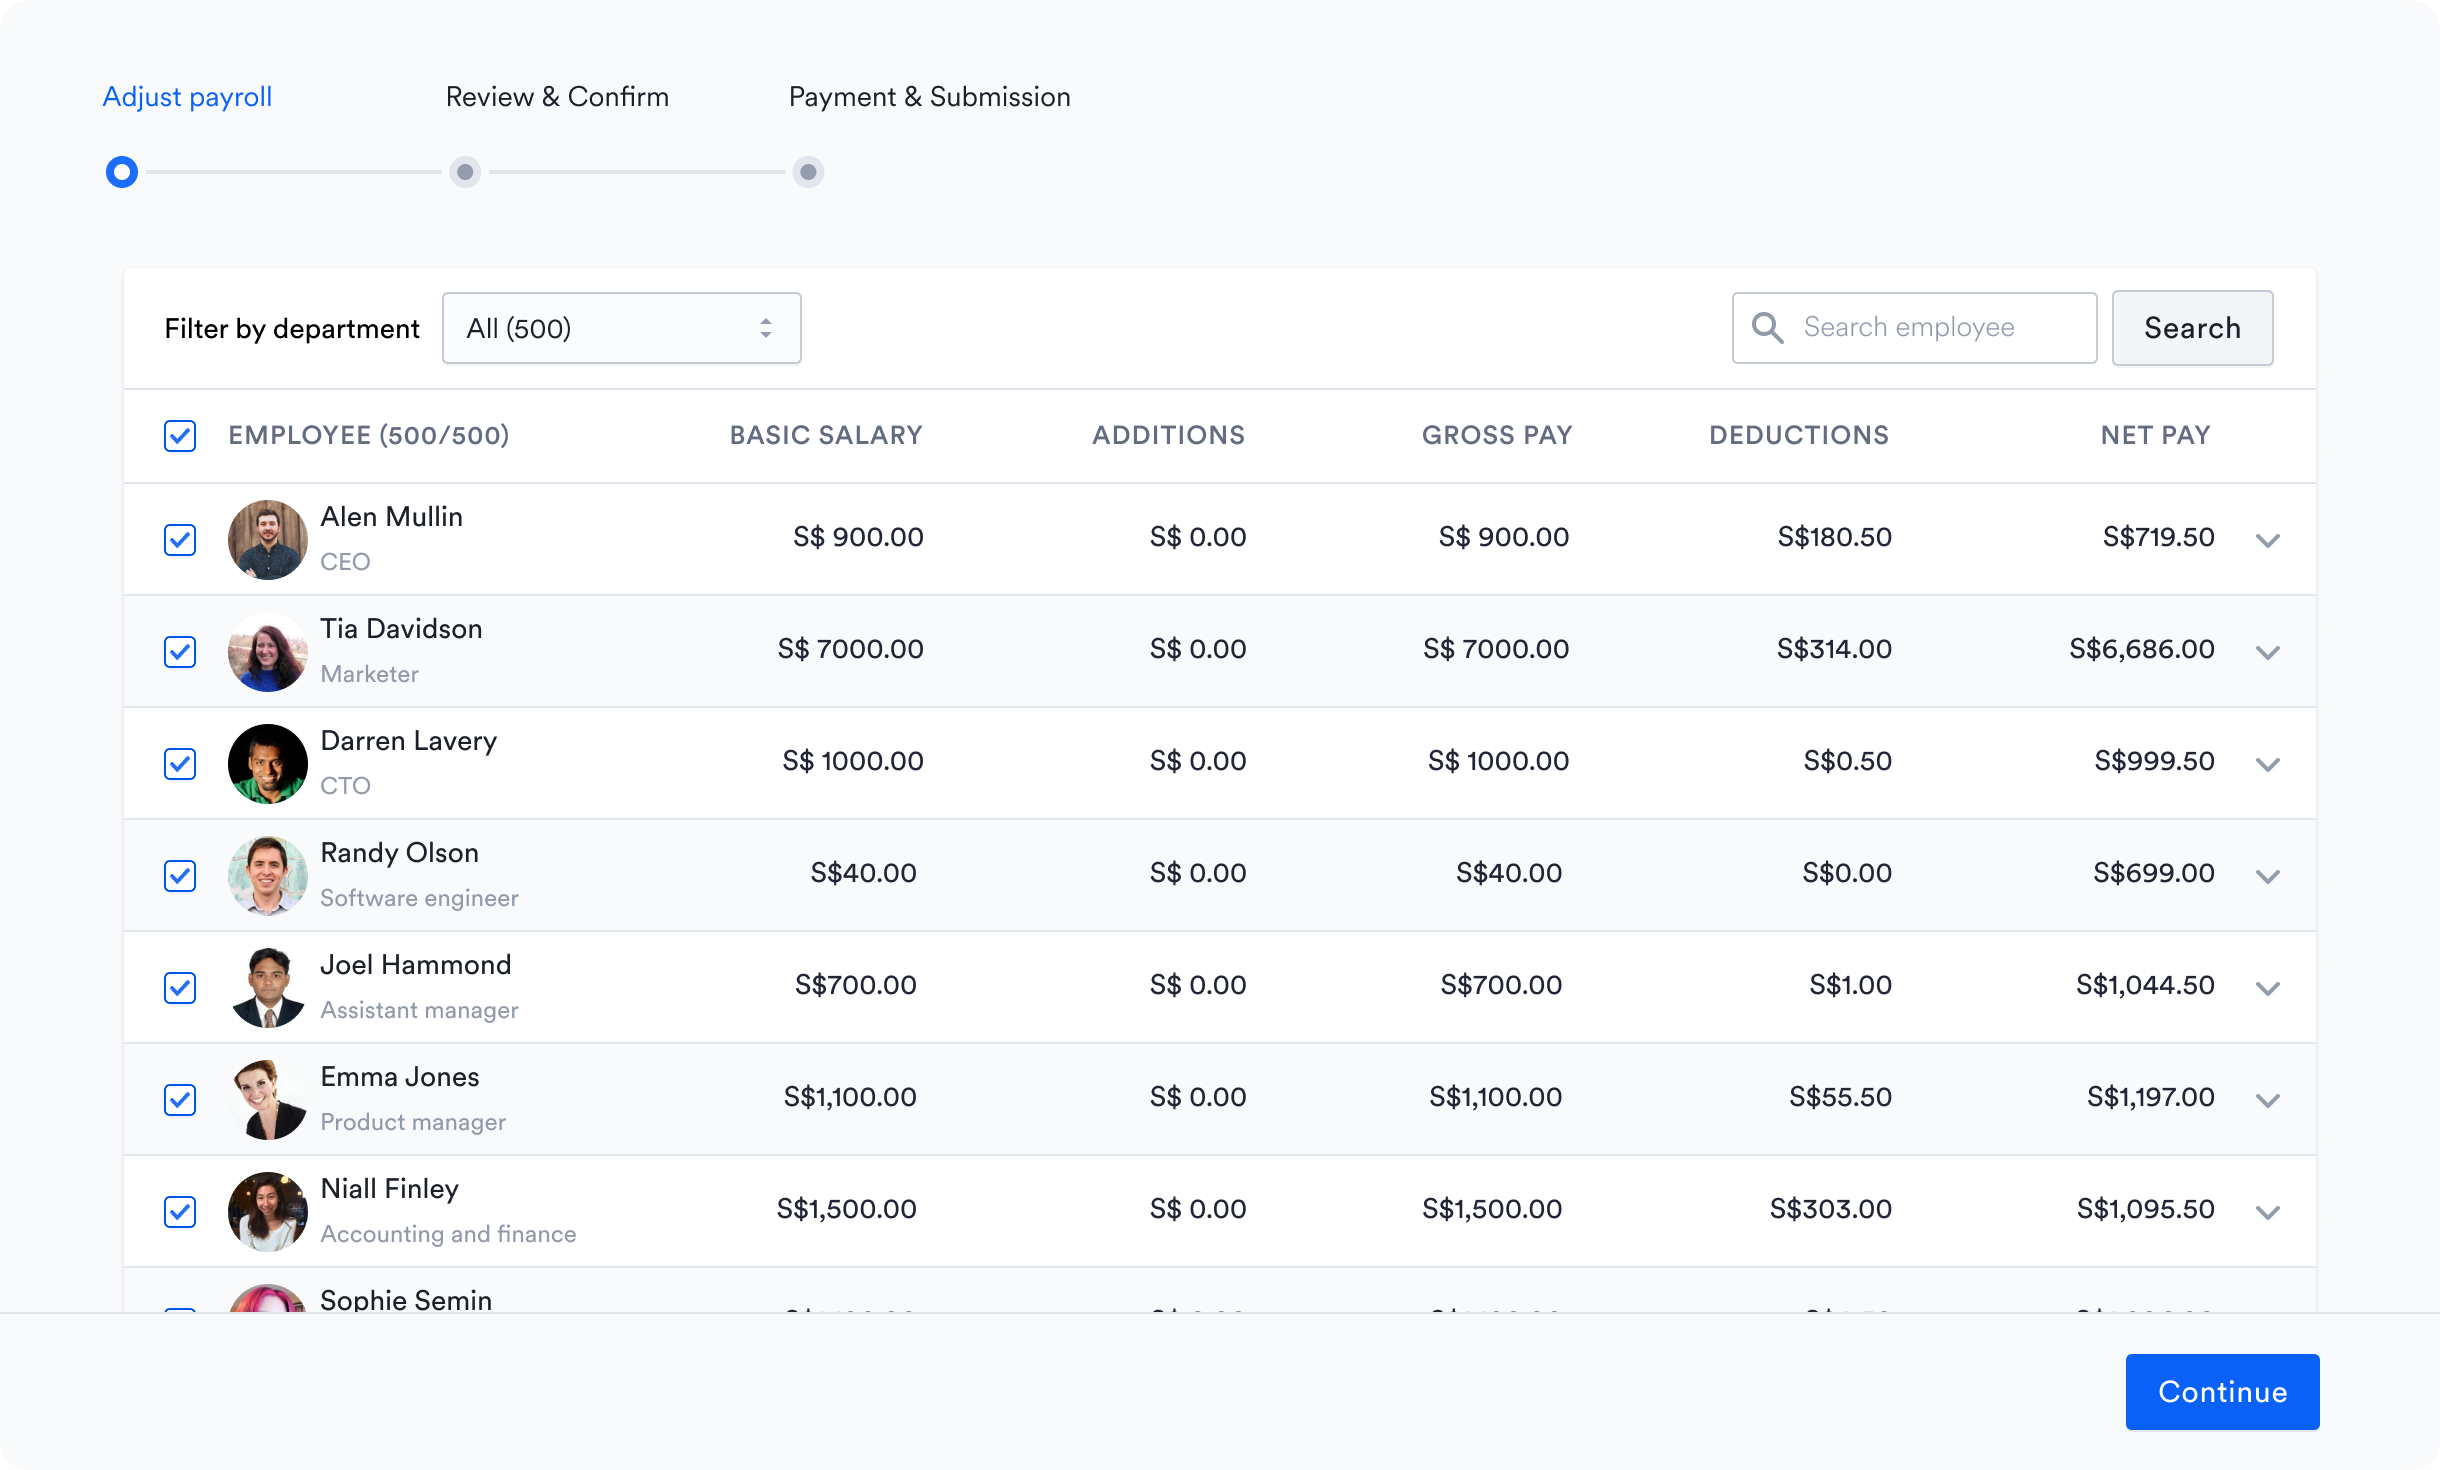 Adjust payroll Review & Confirm Payment & Submission
Filter by department All (500) Search employee Search
EMPLOYEE (500/500) BASIC SALARY ADDITIONS GROSS PAY DEDUCTIONS NET PAY
Alen Mullin
CEO
S$ 900.00 S$ 0.00 S$ 900.00 S$180.50 S$719.50
Tia Davidson
Marketer
S$ 7000.00 S$ 0.00 S$ 7000.00 S$314.00 S$6,686.00
Darren Lavery
CTO
S$ 1000.00 S$ 0.00 S$ 1000.00 S$0.50 S$999.50
Randy Olson
Software engineer
S$40.00 S$ 0.00 S$40.00 S$0.00 S$699.00
Joel Hammond
Assistant manager
S$700.00 S$ 0.00 S$700.00 S$1.00 S$1,044.50
Emma Jones
Product manager
S$1,100.00 S$ 0.00 S$1,100.00 S$55.50 S$1,197.00
Niall Finley
Accounting and finance
S$1,500.00 S$ 0.00 S$1,500.00 S$303.00 S$1,095.50
Sophie Semin
Continue